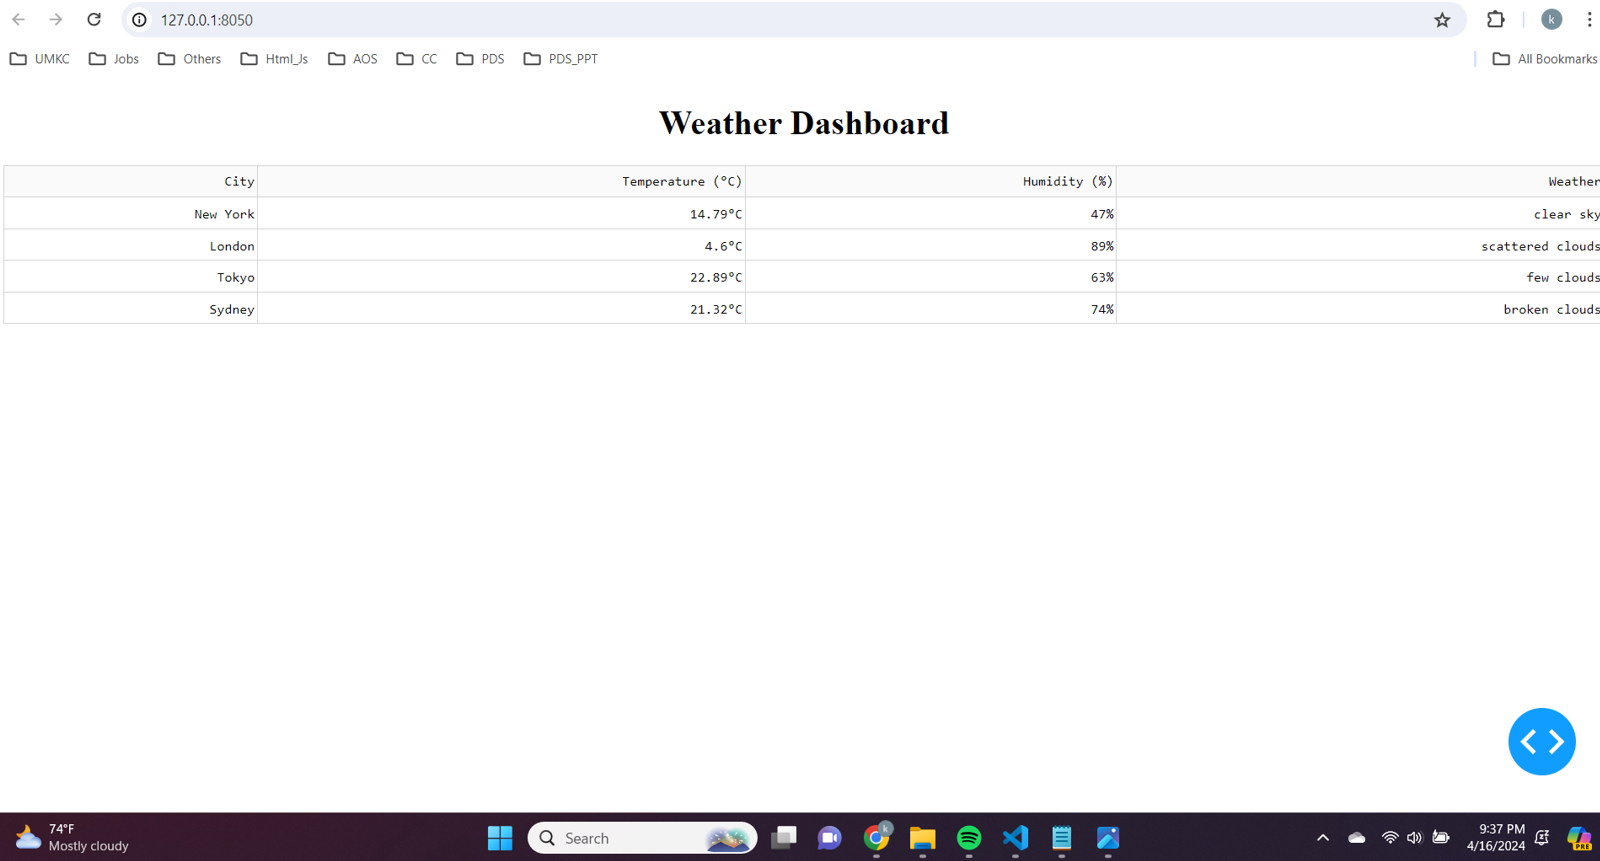 127.0.0.1:8050
k
UMKC Jobs Others Html_Js AOS CC PDS PDS_PPT All Bookmarks
Weather Dashboard
City Temperature (°C) Humidity (%) Weather
New York 14.79°C 47% clear sky
London 4.6°C 89% scattered clouds
Tokyo 22.89°C 63% few clouds
Sydney 21.32°C 74% broken clouds
74°F
Mostly cloudy
Search
k
9:37 PM
4/16/2024
PRE